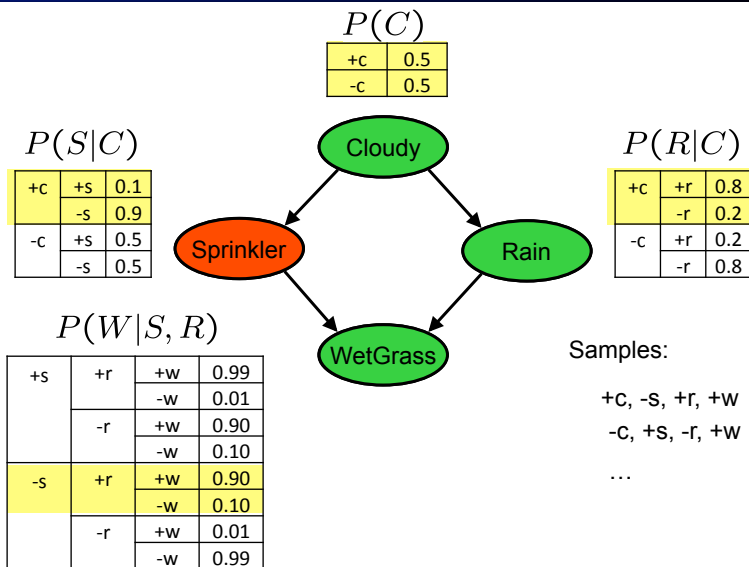 P(C)
+c 0.5
-c 0.5
P(S|C)
+c +s 0.1
-s 0.9
-c +s 0.5
-s 0.5
Cloudy
P(R|C)
+c +r 0.8
-r 0.2
-c +r 0.2
-r 0.8
Sprinkler
Rain
P(W|S, R)
+s +r +w 0.99
-w 0.01
-r +w 0.90
-w 0.10
-s +r +w 0.90
-w 0.10
-r +w 0.01
-w 0.99
WetGrass
Samples:
+c, -s, +r, +w
-c, +s, -r, +w
…